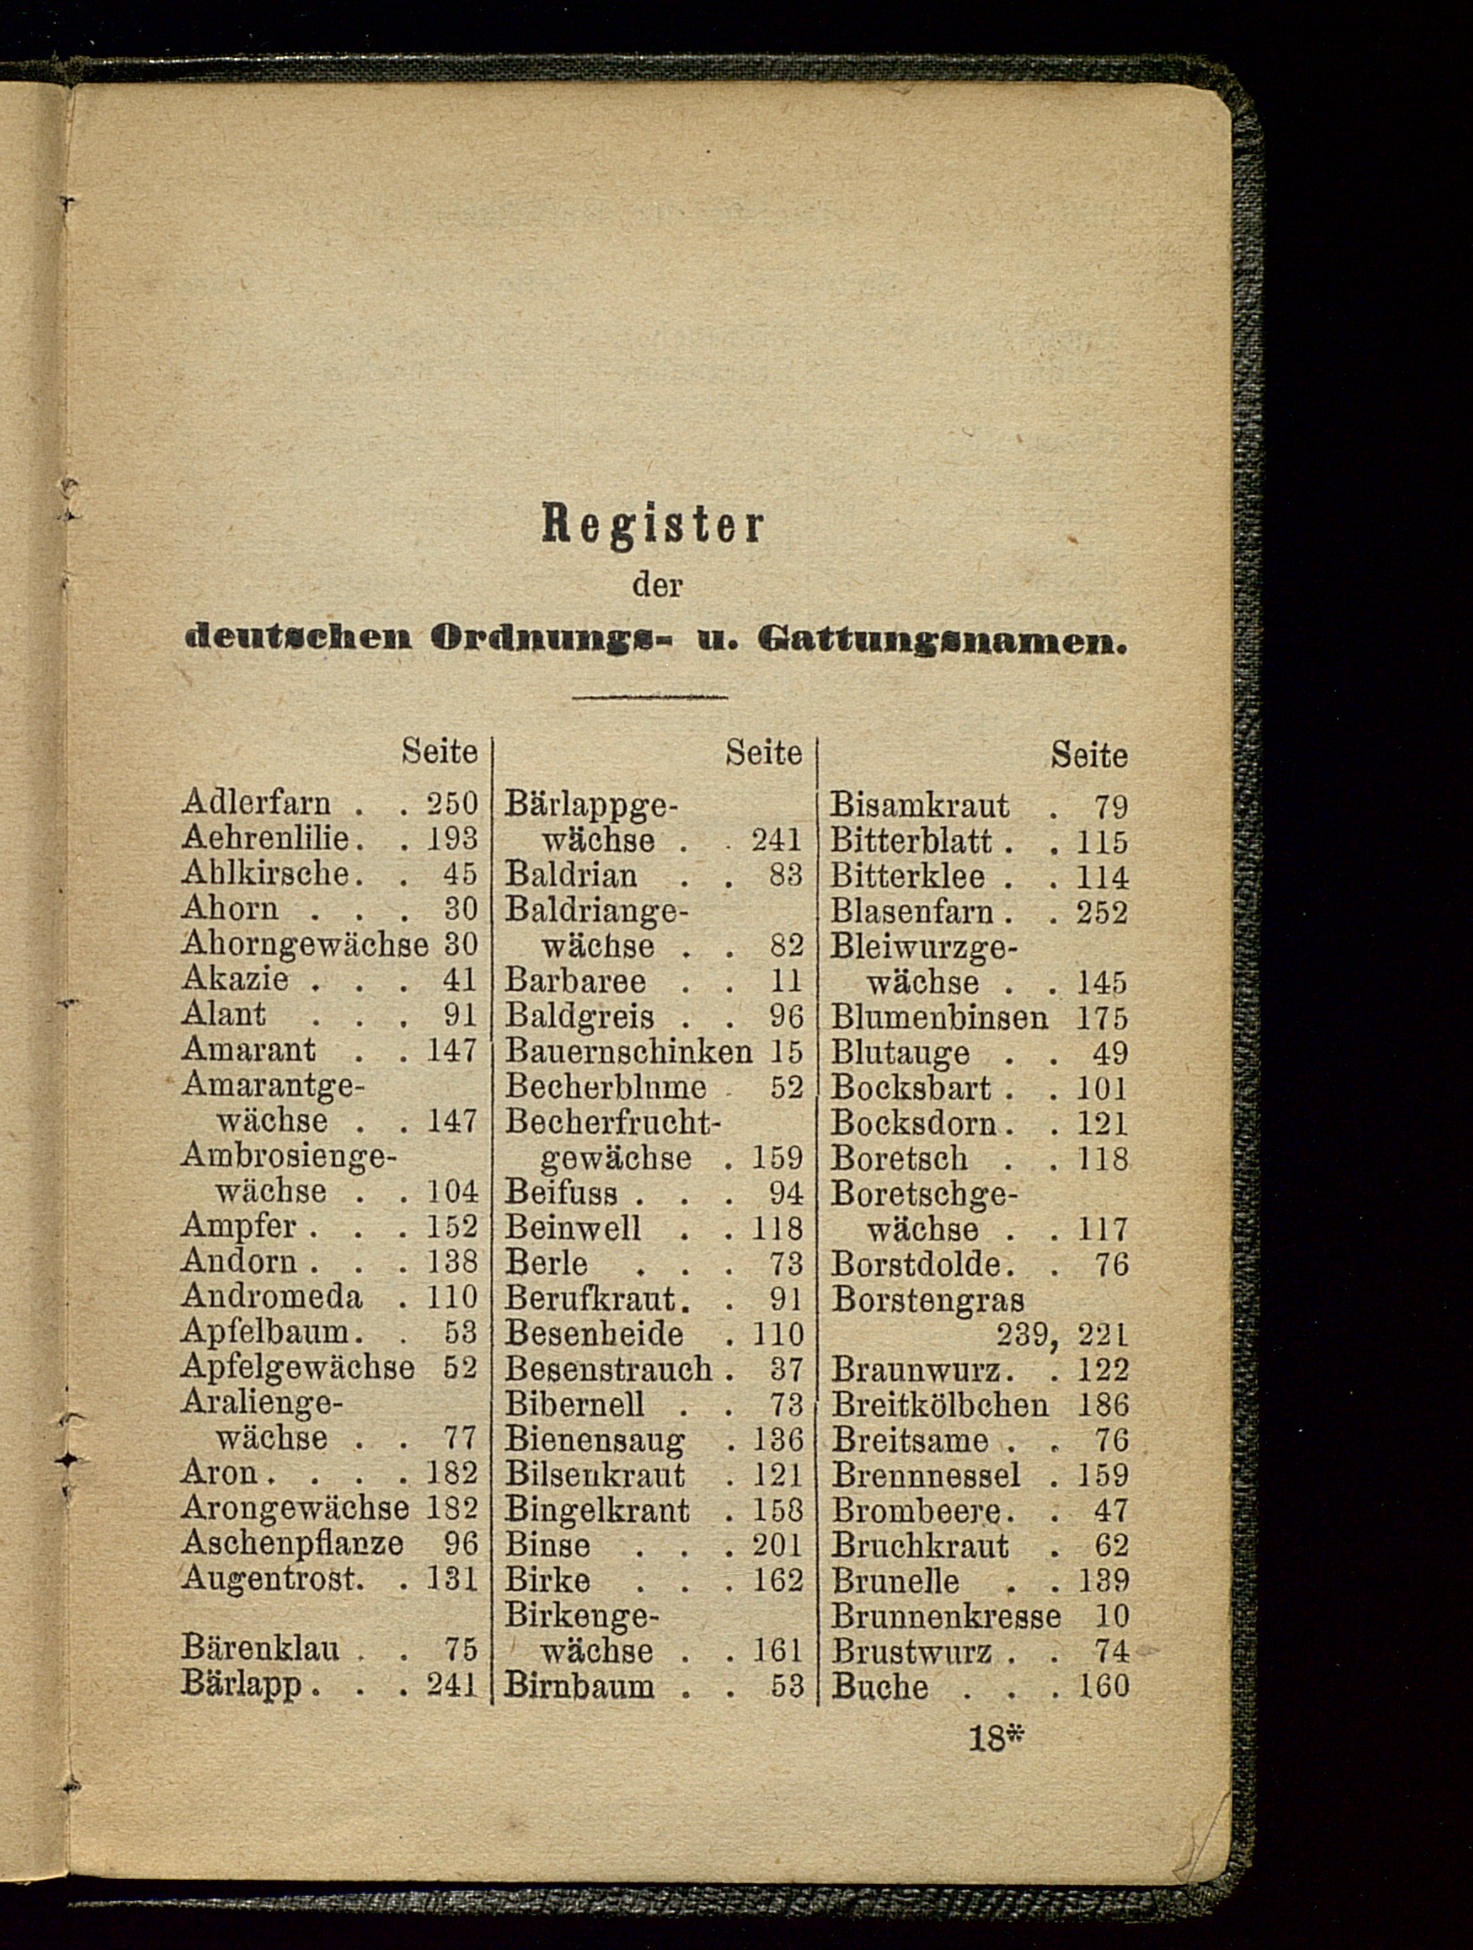 Register
der
deutschen Ordnungs- u. Gattungsnamen.
Seite
Adlerfarn . . 250
Aehrenlilie. . 193
Ahlkirsche. . 45
Ahorn . . . 30
Ahorngewächse 30
Akazie . . . 41
Alant . . . 91
Amarant . . 147
Amarantge-
wächse . . 147
Ambrosienge-
wächse . . 104
Ampfer . . . 152
Andorn . . . 138
Andromeda . 110
Apfelbaum. . 53
Apfelgewächse 52
Aralienge-
wächse . . 77
Aron. . . . 182
Arongewächse 182
Aschenpflanze 96
Augentrost. . 131
Bärenklau . . 75
Bärlapp . . . 241
Seite
Bärlappge-
wächse . . 241
Baldrian . . 83
Baldriange-
wächse . . 82
Barbaree . . 11
Baldgreis . . 96
Bauernschinken 15
Becherblume . 52
Becherfrucht-
gewächse . 159
Beifuss . . . 94
Beinwell . . 118
Berle . . . 73
Berufkraut. . 91
Besenheide . 110
Besenstrauch . 37
Bibernell . . 73
Bienensaug . 136
Bilsenkraut . 121
Bingelkraut . 158
Binse . . . 201
Birke . . . 162
Birkenge-
wächse . . 161
Birnbaum . . 53
Seite
Bisamkraut . 79
Bitterblatt . . 115
Bitterklee . . 114
Blasenfarn . . 252
Bleiwurzge-
wächse . . 145
Blumenbinsen 175
Blutauge . . 49
Bocksbart . . 101
Bocksdorn . . 121
Boretsch . . 118
Boretschge-
wächse . . 117
Borstdolde. . 76
Borstengras
239, 221
Braunwurz. . 122
Breitkölbchen 186
Breitsame . . 76
Brennnessel . 159
Brombeere. . 47
Bruchkraut . 62
Brunelle . . 139
Brunnenkresse 10
Brustwurz . . 74
Buche . . . 160
18*